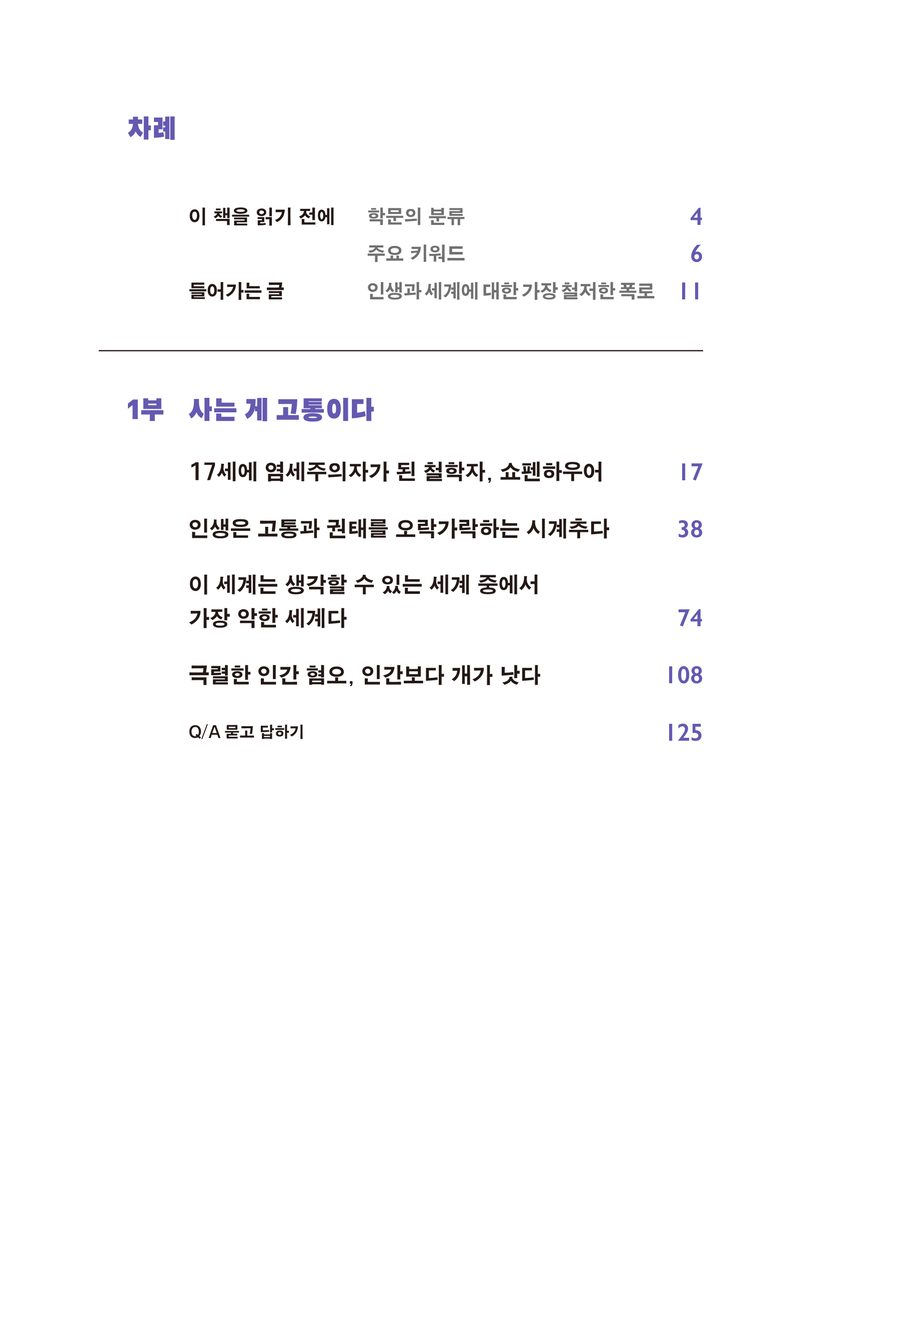 차례
이 책을 읽기 전에 학문의 분류 4
주요 키워드 6
들어가는 글 인생과 세계에 대한 가장 철저한 폭로 11
1부 사는 게 고통이다
17세에 염세주의자가 된 철학자, 쇼펜하우어 17
인생은 고통과 권태를 오락가락하는 시계추다 38
이 세계는 생각할 수 있는 세계 중에서
가장 악한 세계다 74
극렬한 인간 혐오, 인간보다 개가 낫다 108
Q/A 묻고 답하기 125